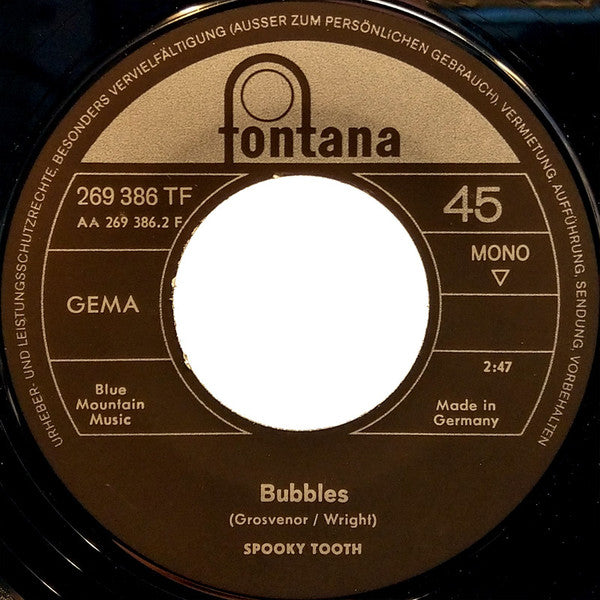 URHEBER- UND LEISTUNGSSCHUTZRECHTE, BESONDERS VERVIELFÄLTIGUNG (AUSSER ZUM PERSÖNLICHEN GEBRAUCH), VERMIETUNG, AUFFÜHRUNG, SENDUNG, VORBEHALTEN
fontana
269 386 TF
AA 269 386.2 F
45
MONO
GEMA
2:47
Blue
Mountain
Music
Made in
Germany
Bubbles
(Grosvenor / Wright)
SPOOKY TOOTH